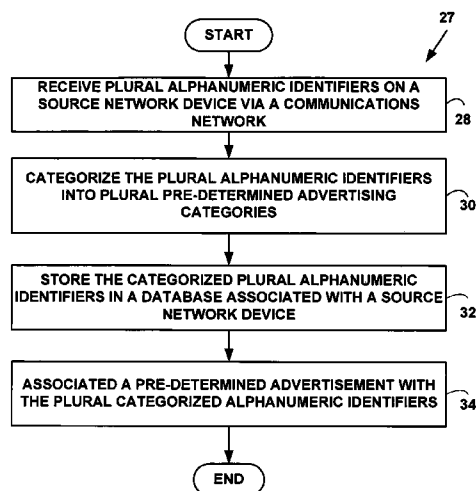 27
START
RECEIVE PLURAL ALPHANUMERIC IDENTIFIERS ON A
SOURCE NETWORK DEVICE VIA A COMMUNICATIONS
NETWORK
28
CATEGORIZE THE PLURAL ALPHANUMERIC IDENTIFIERS
INTO PLURAL PRE-DETERMINED ADVERTISING
CATEGORIES
30
STORE THE CATEGORIZED PLURAL ALPHANUMERIC
IDENTIFIERS IN A DATABASE ASSOCIATED WITH A SOURCE
NETWORK DEVICE
32
ASSOCIATED A PRE-DETERMINED ADVERTISEMENT WITH
THE PLURAL CATEGORIZED ALPHANUMERIC IDENTIFIERS
34
END